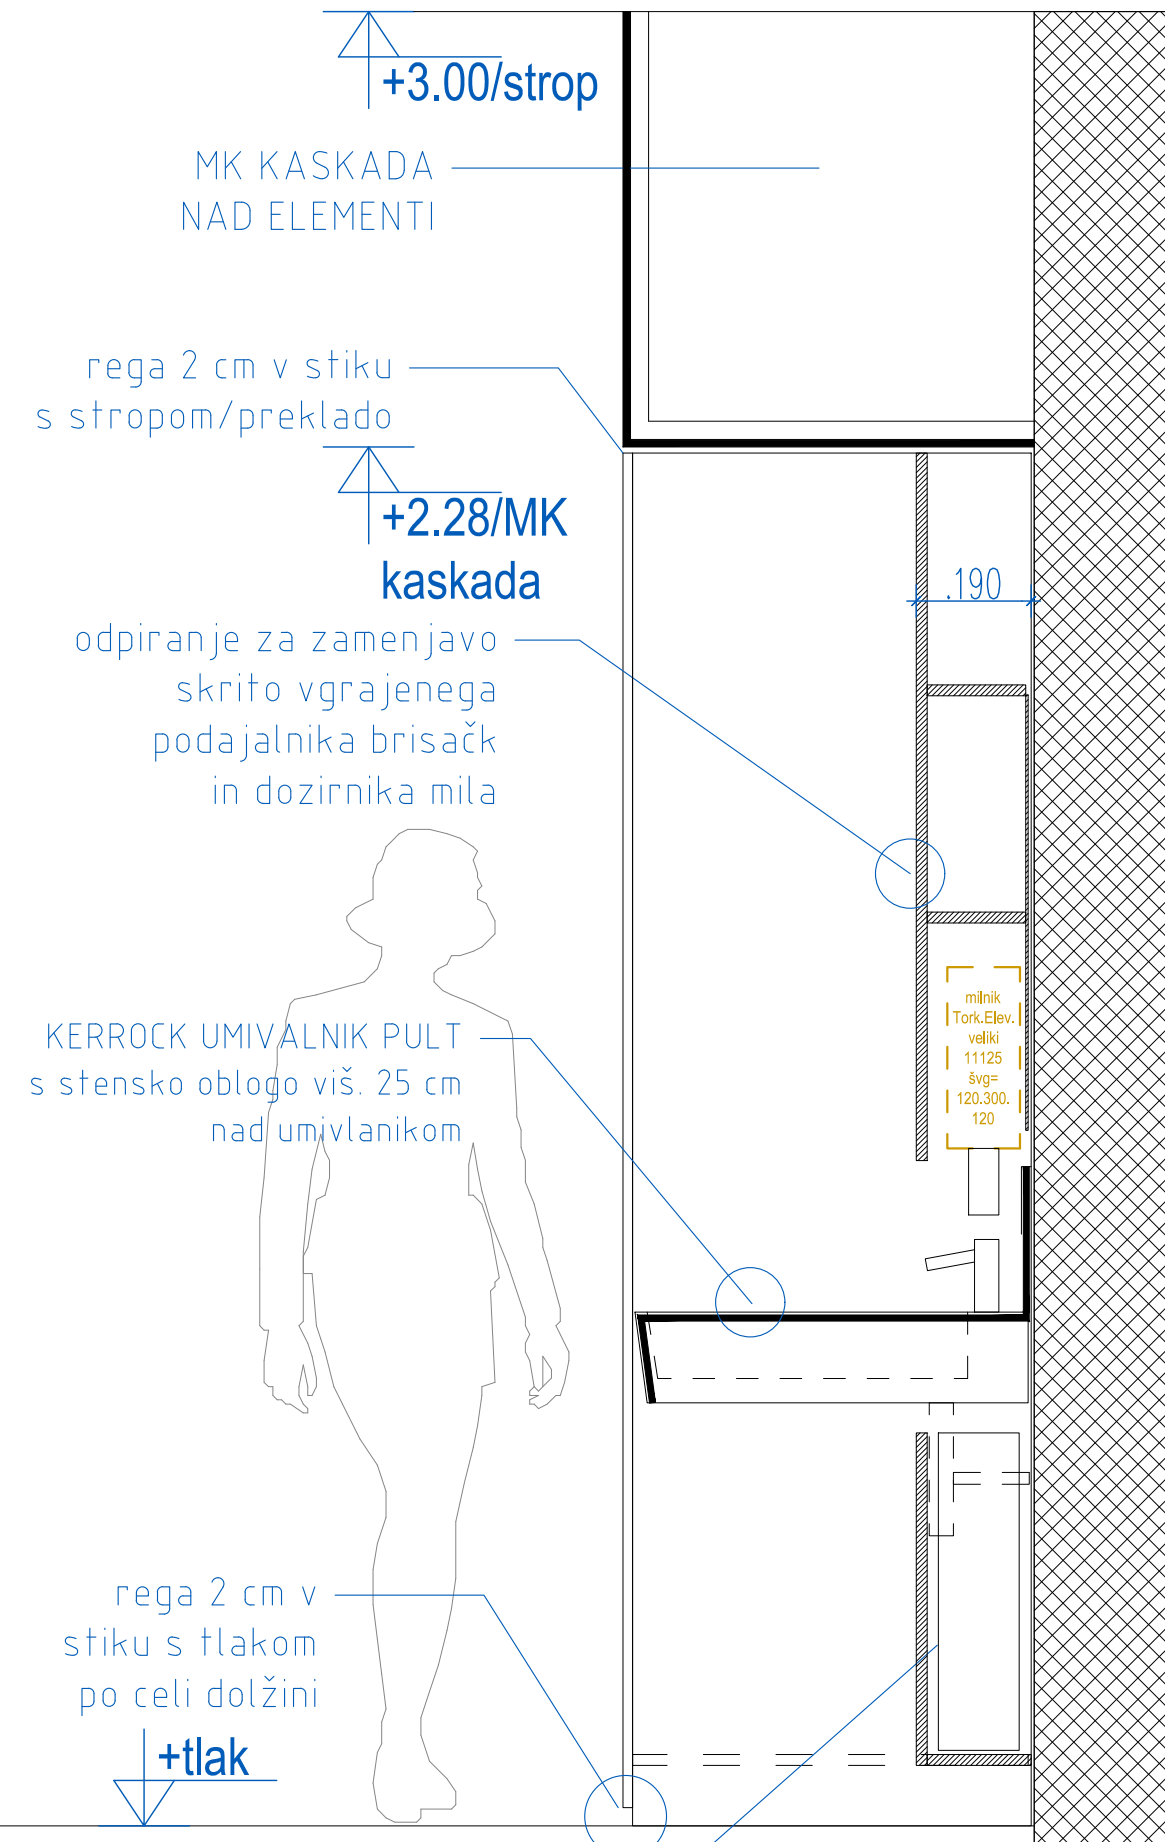 +3.00/strop
MK KASKADA
NAD ELEMENTI
rega 2 cm v stiku
s stropom/preklado
+2.28/MK
kaskada
.190
odpiranje za zamenjavo
skrito vgrajenega
podajalnika brisačk
in dozirnika mila
milnik
Tork.Elev.
veliki
11125
švg=
120.300.
120
KERROCK UMIVALNIK PULT
s stensko oblogo viš. 25 cm
nad umivlanikom
rega 2 cm v
stiku s tlakom
po celi dolžini
+tlak